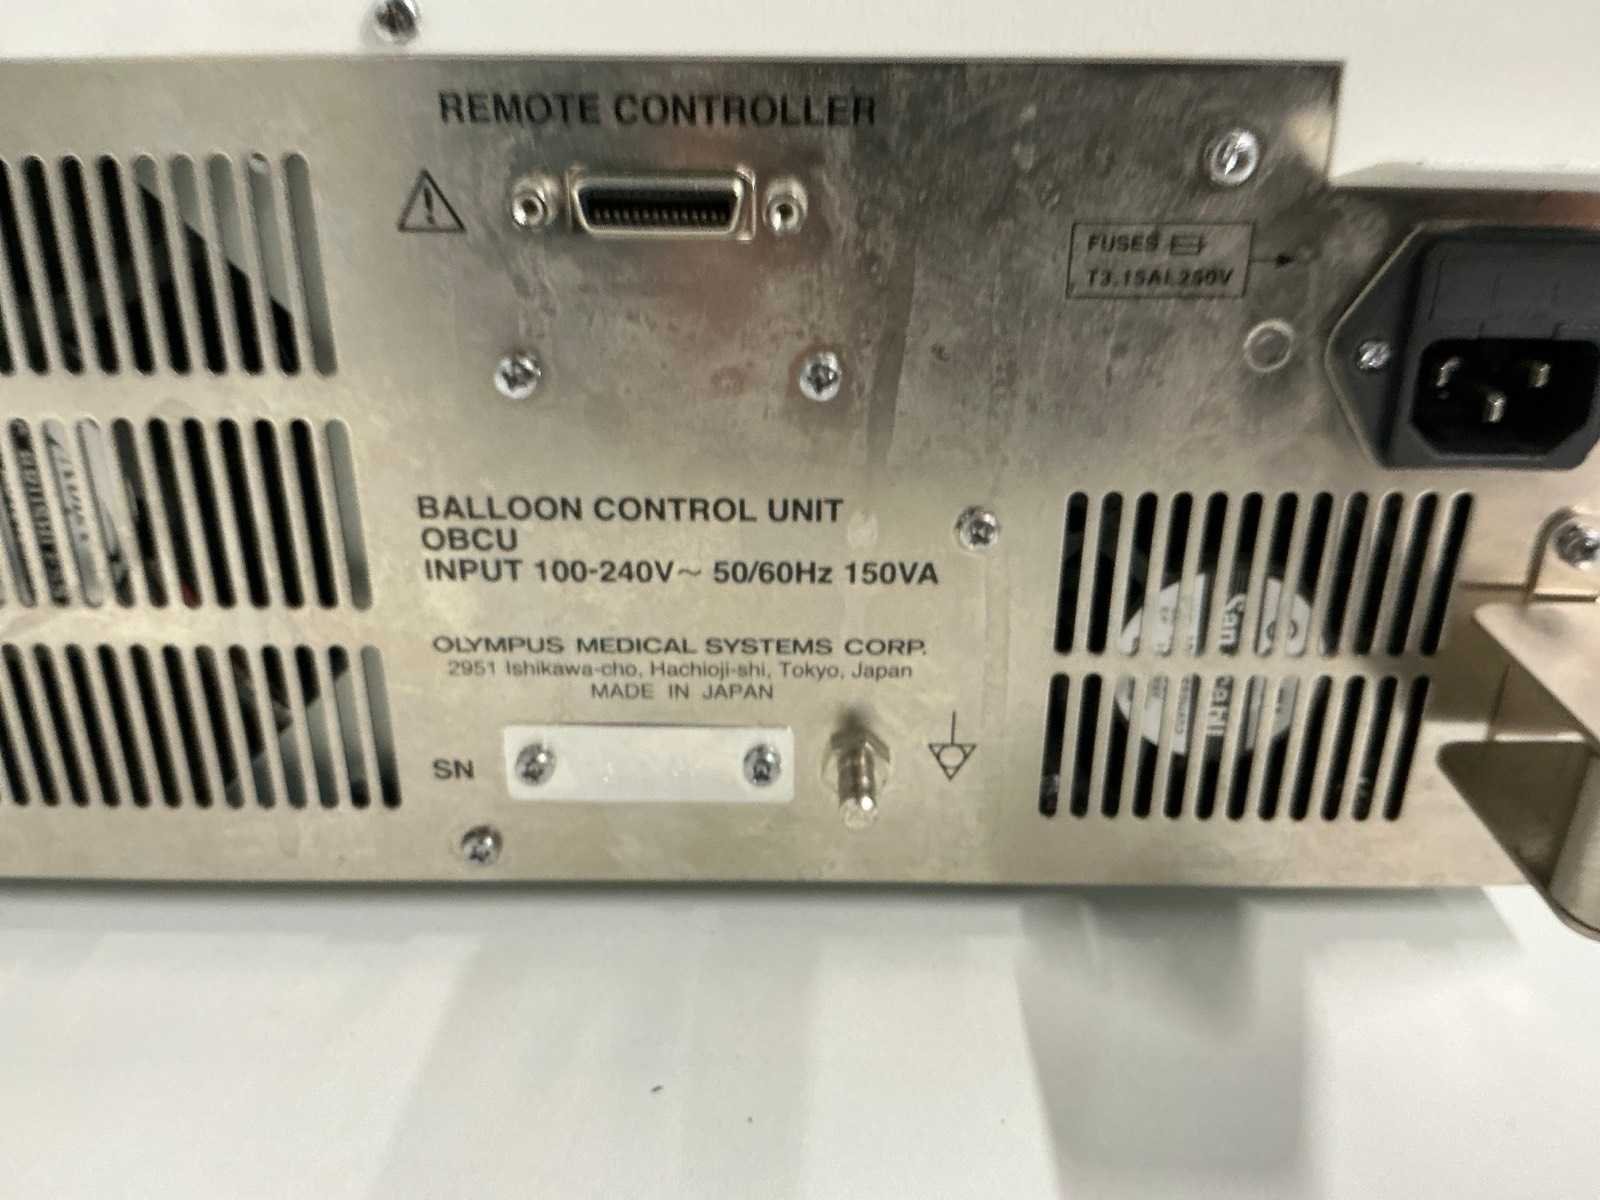 REMOTE CONTROLLER
FUSES
T3.15AL250V
BALLOON CONTROL UNIT
OBCU
INPUT 100-240V~ 50/60Hz 150VA
OLYMPUS MEDICAL SYSTEMS CORP.
2951 Ishikawa-cho, Hachioji-shi, Tokyo, Japan
MADE IN JAPAN
SN